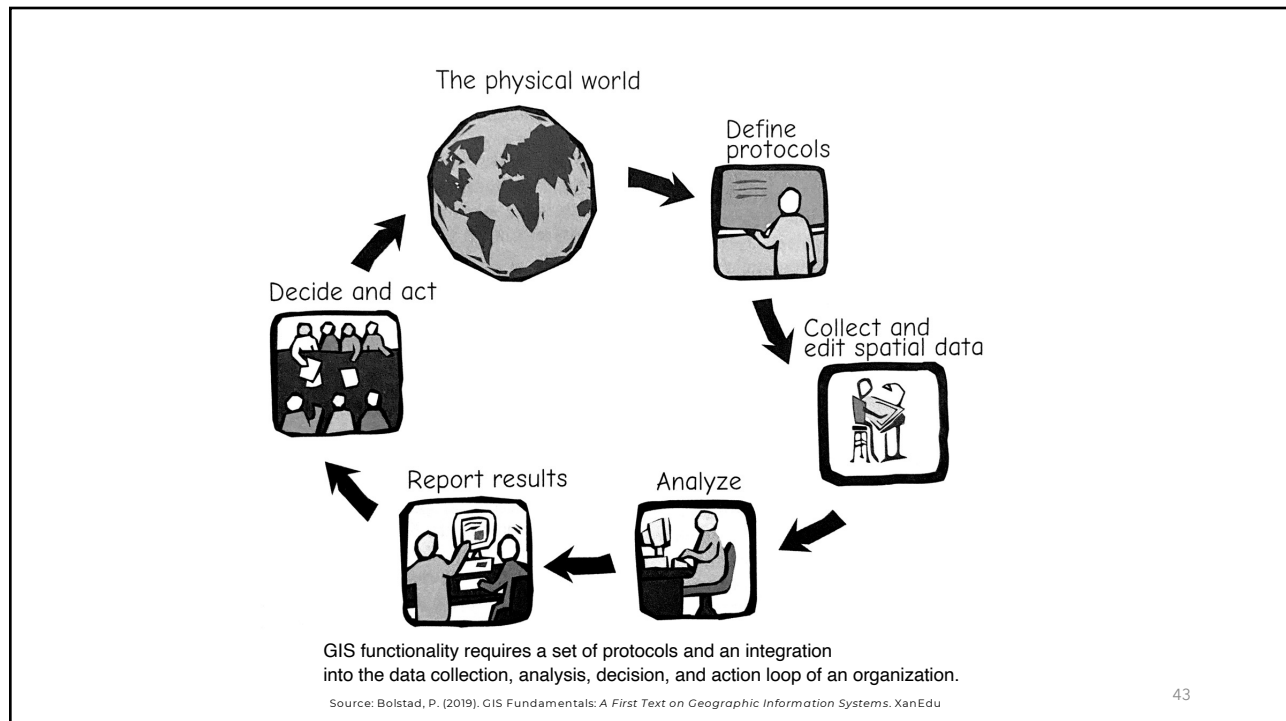 The physical world
Define
protocols
Collect and
edit spatial data
Analyze
Report results
Decide and act
GIS functionality requires a set of protocols and an integration
into the data collection, analysis, decision, and action loop of an organization.
Source: Bolstad, P. (2019). GIS Fundamentals: A First Text on Geographic Information Systems. XanEdu
43